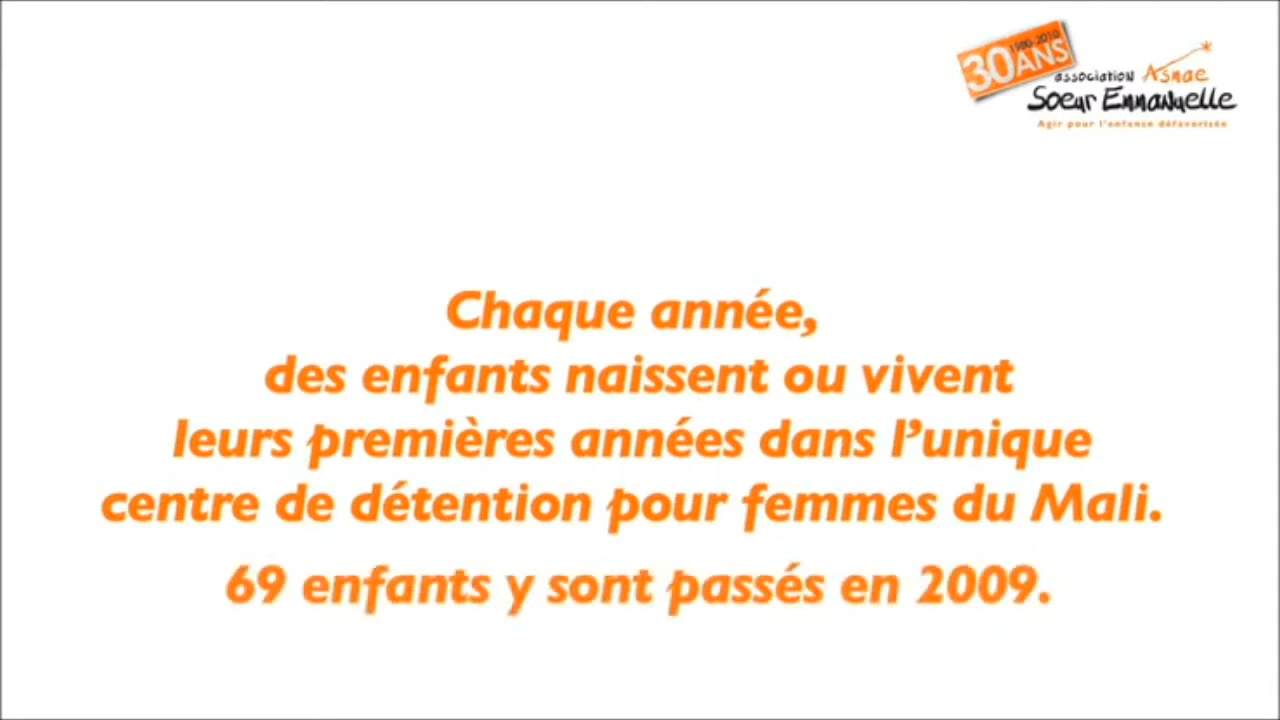 1980-2010
30 ANS
association Asmae
Soeur Emmanuelle
Agir pour l'enfance défavorisée
Chaque année,
des enfants naissent ou vivent
leurs premières années dans l’unique
centre de détention pour femmes du Mali.
69 enfants y sont passés en 2009.